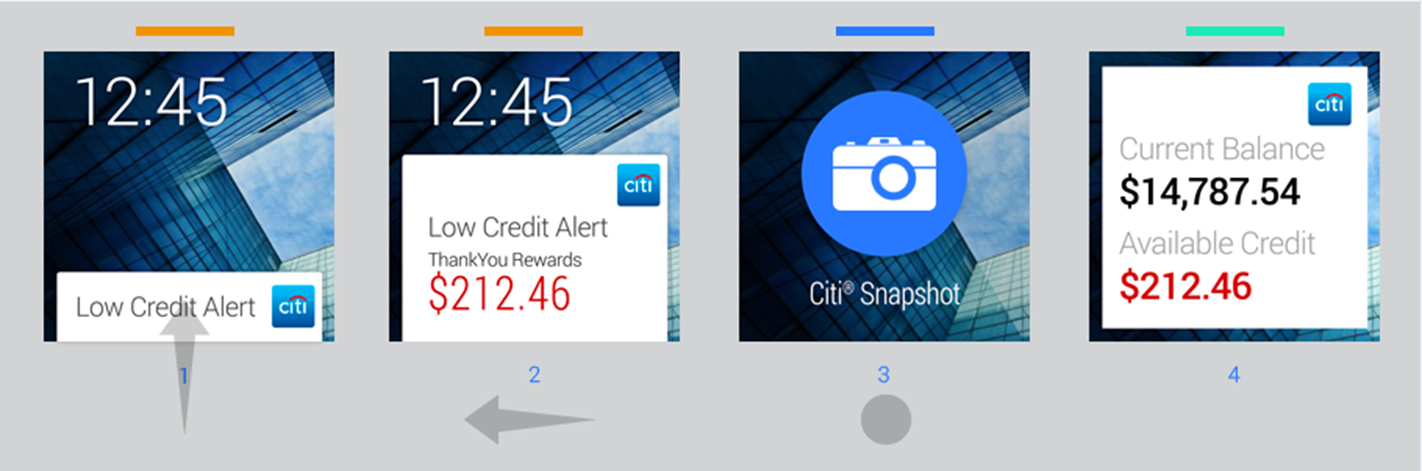 12:45
Low Credit Alert
citi
1
12:45
citi
Low Credit Alert
ThankYou Rewards
$212.46
2
Citi® Snapshot
3
citi
Current Balance
$14,787.54
Available Credit
$212.46
4